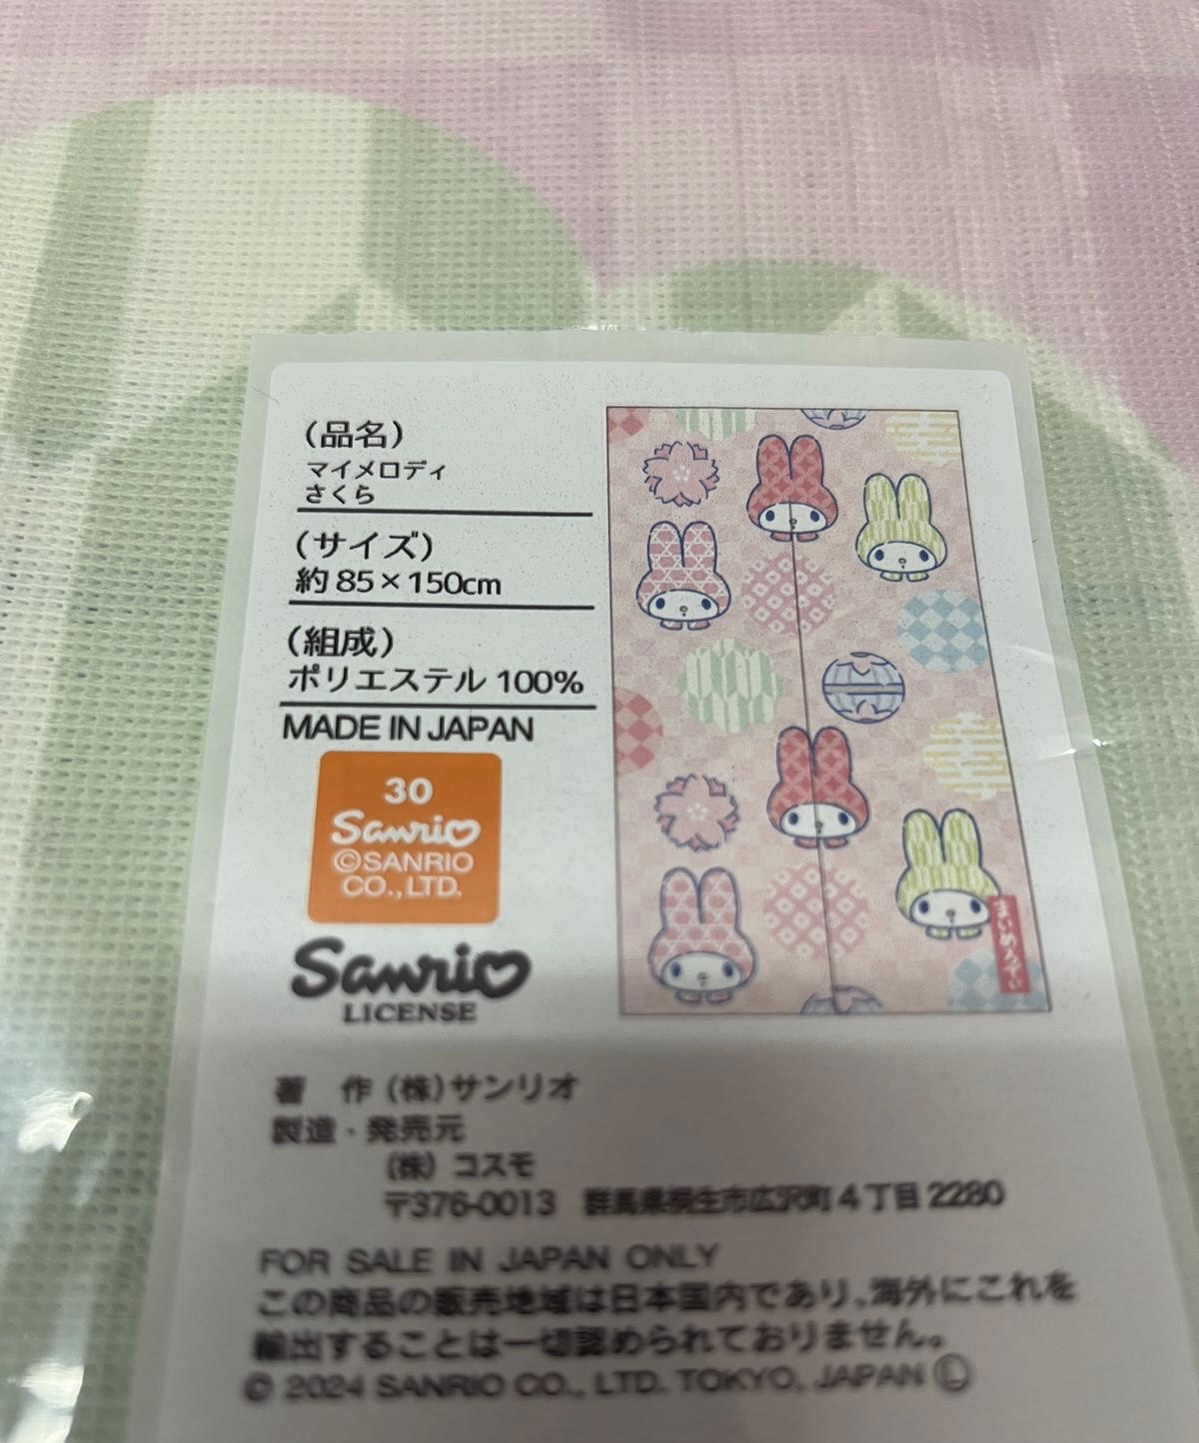 (品名)
マイメロディ
さくら
(サイズ)
約85×150cm
(組成)
ポリエステル 100%
MADE IN JAPAN
30
Sanrio
©SANRIO
CO.,LTD.
Sanrio
LICENSE
まいめろでぃ
著 作 (株)サンリオ
製造・発売元
(株) コスモ
〒376-0013 群馬県桐生市広沢町4丁目2280
FOR SALE IN JAPAN ONLY
この商品の販売地域は日本国内であり、海外にこれを
輸出することは一切認められておりません。
© 2024 SANRIO CO., LTD. TOKYO, JAPAN Ⓛ